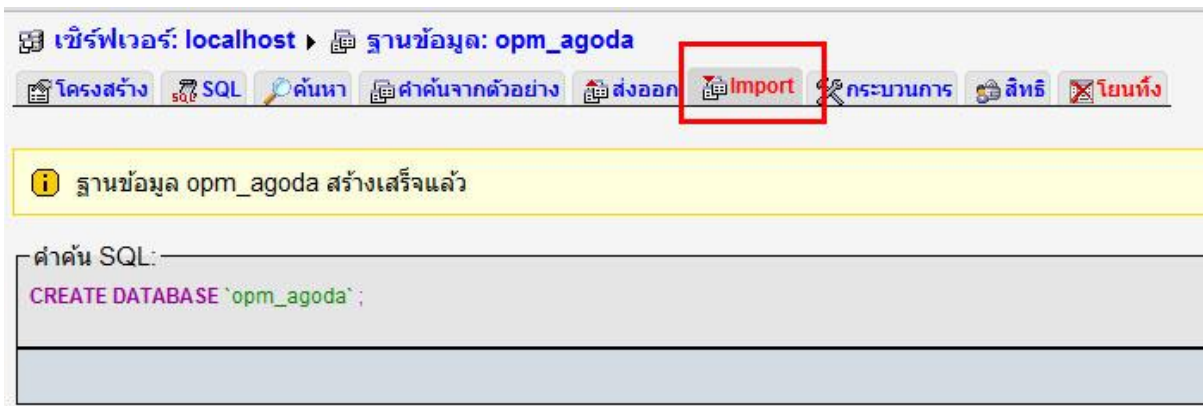 เซิร์ฟเวอร์: localhost ▸ ฐานข้อมูล: opm_agoda
โครงสร้าง SQL ค้นหา คำค้นจากตัวอย่าง ส่งออก Import กระบวนการ สิทธิ โยนทิ้ง
ฐานข้อมูล opm_agoda สร้างเสร็จแล้ว
คำค้น SQL:
CREATE DATABASE `opm_agoda` ;